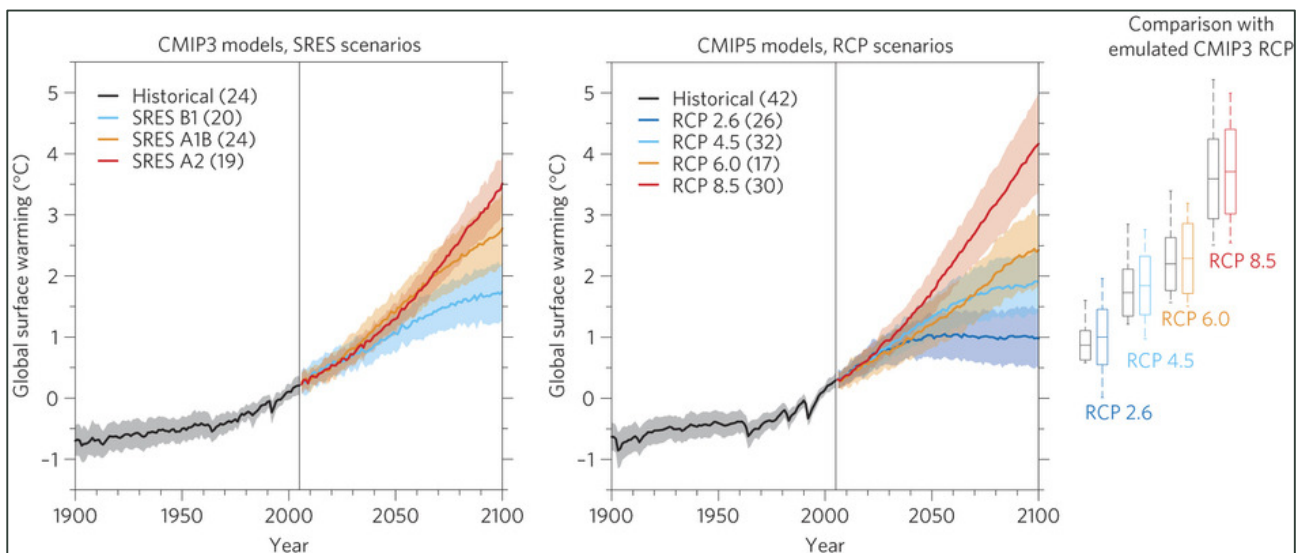 CMIP3 models, SRES scenarios
Global surface warming (°C)
5
4
3
2
1
0
−1
Historical (24)
SRES B1 (20)
SRES A1B (24)
SRES A2 (19)
1900
1950
2000
2050
2100
Year
CMIP5 models, RCP scenarios
Global surface warming (°C)
5
4
3
2
1
0
−1
Historical (42)
RCP 2.6 (26)
RCP 4.5 (32)
RCP 6.0 (17)
RCP 8.5 (30)
1900
1950
2000
2050
2100
Year
Comparison with
emulated CMIP3 RCP
RCP 8.5
RCP 6.0
RCP 4.5
RCP 2.6